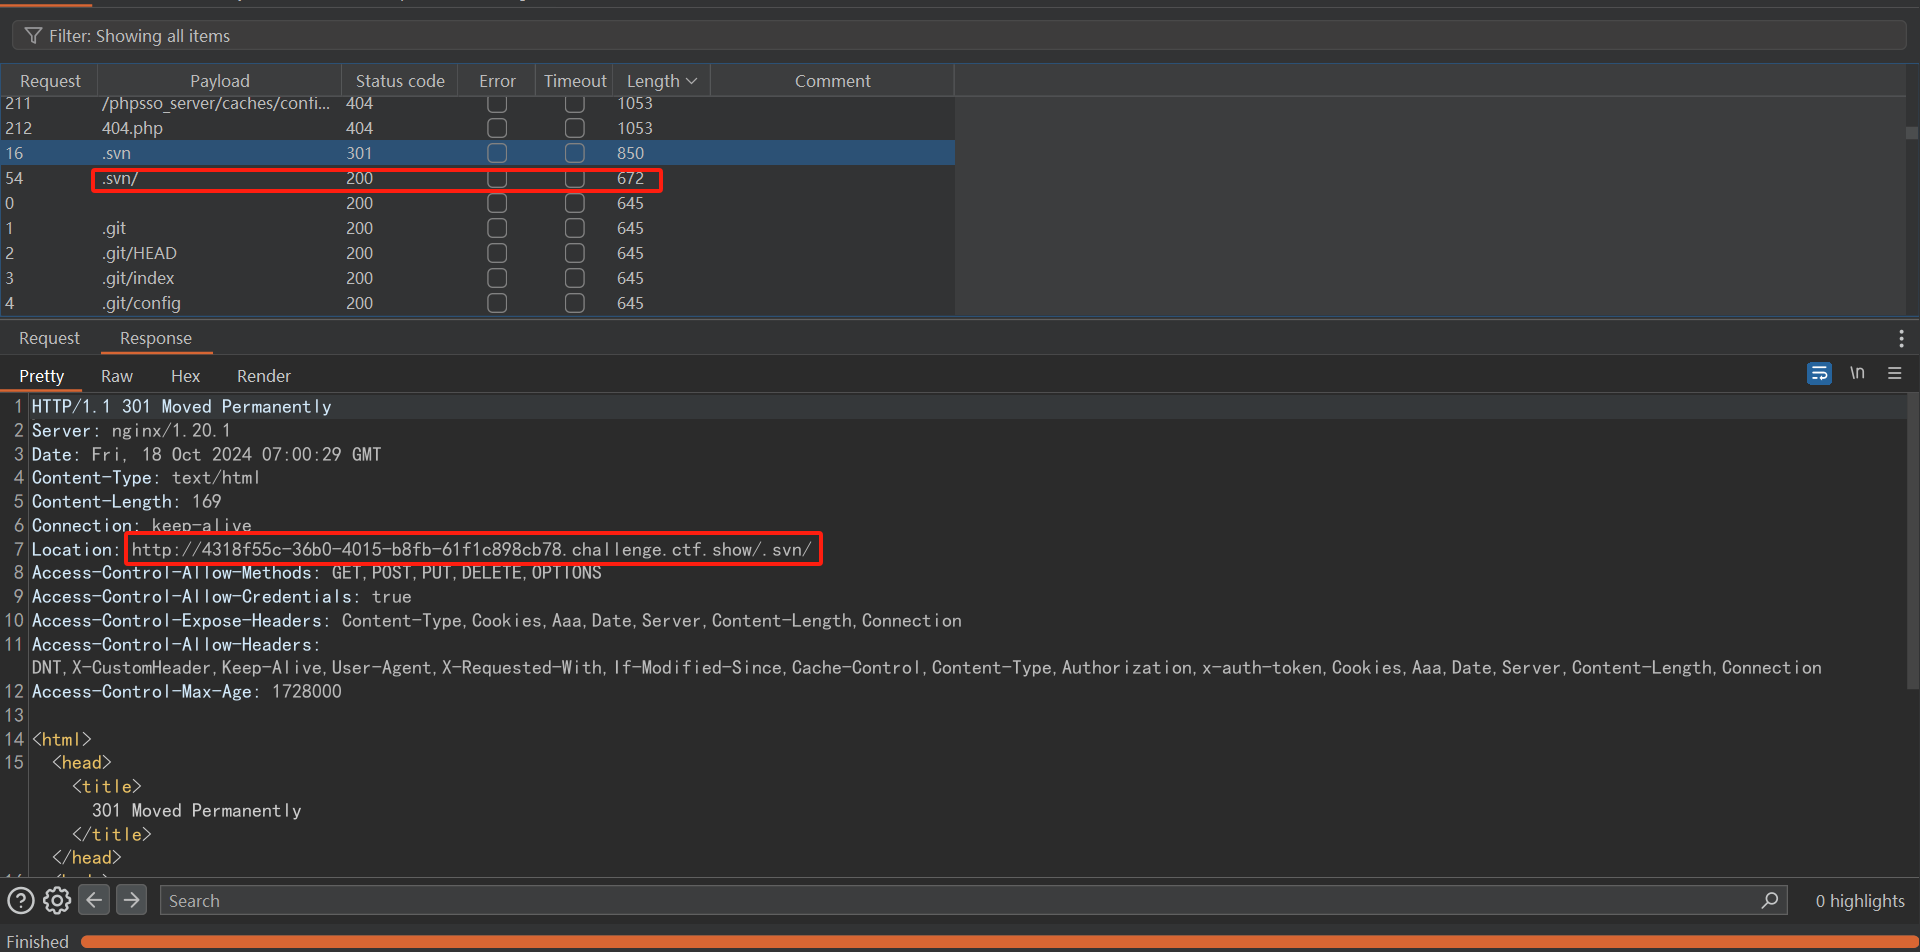 Filter: Showing all items
Request Payload Status code Error Timeout Length Comment
211 /phpsso_server/caches/confi... 404 1053
212 404.php 404 1053
16 .svn 301 850
54 .svn/ 200 672
0 200 645
1 .git 200 645
2 .git/HEAD 200 645
3 .git/index 200 645
4 .git/config 200 645
Request Response
Pretty Raw Hex Render \n
1 HTTP/1.1 301 Moved Permanently
2 Server: nginx/1.20.1
3 Date: Fri, 18 Oct 2024 07:00:29 GMT
4 Content-Type: text/html
5 Content-Length: 169
6 Connection: keep-alive
7 Location: http://4318f55c-36b0-4015-b8fb-61f1c898cb78.challenge.ctf.show/.svn/
8 Access-Control-Allow-Methods: GET,POST,PUT,DELETE,OPTIONS
9 Access-Control-Allow-Credentials: true
10 Access-Control-Expose-Headers: Content-Type,Cookies,Aaa,Date,Server,Content-Length,Connection
11 Access-Control-Allow-Headers:
DNT,X-CustomHeader,Keep-Alive,User-Agent,X-Requested-With,If-Modified-Since,Cache-Control,Content-Type,Authorization,x-auth-token,Cookies,Aaa,Date,Server,Content-Length,Connection
12 Access-Control-Max-Age: 1728000
13
14 <html>
15 <head>
<title>
301 Moved Permanently
</title>
</head>
Search 0 highlights
Finished